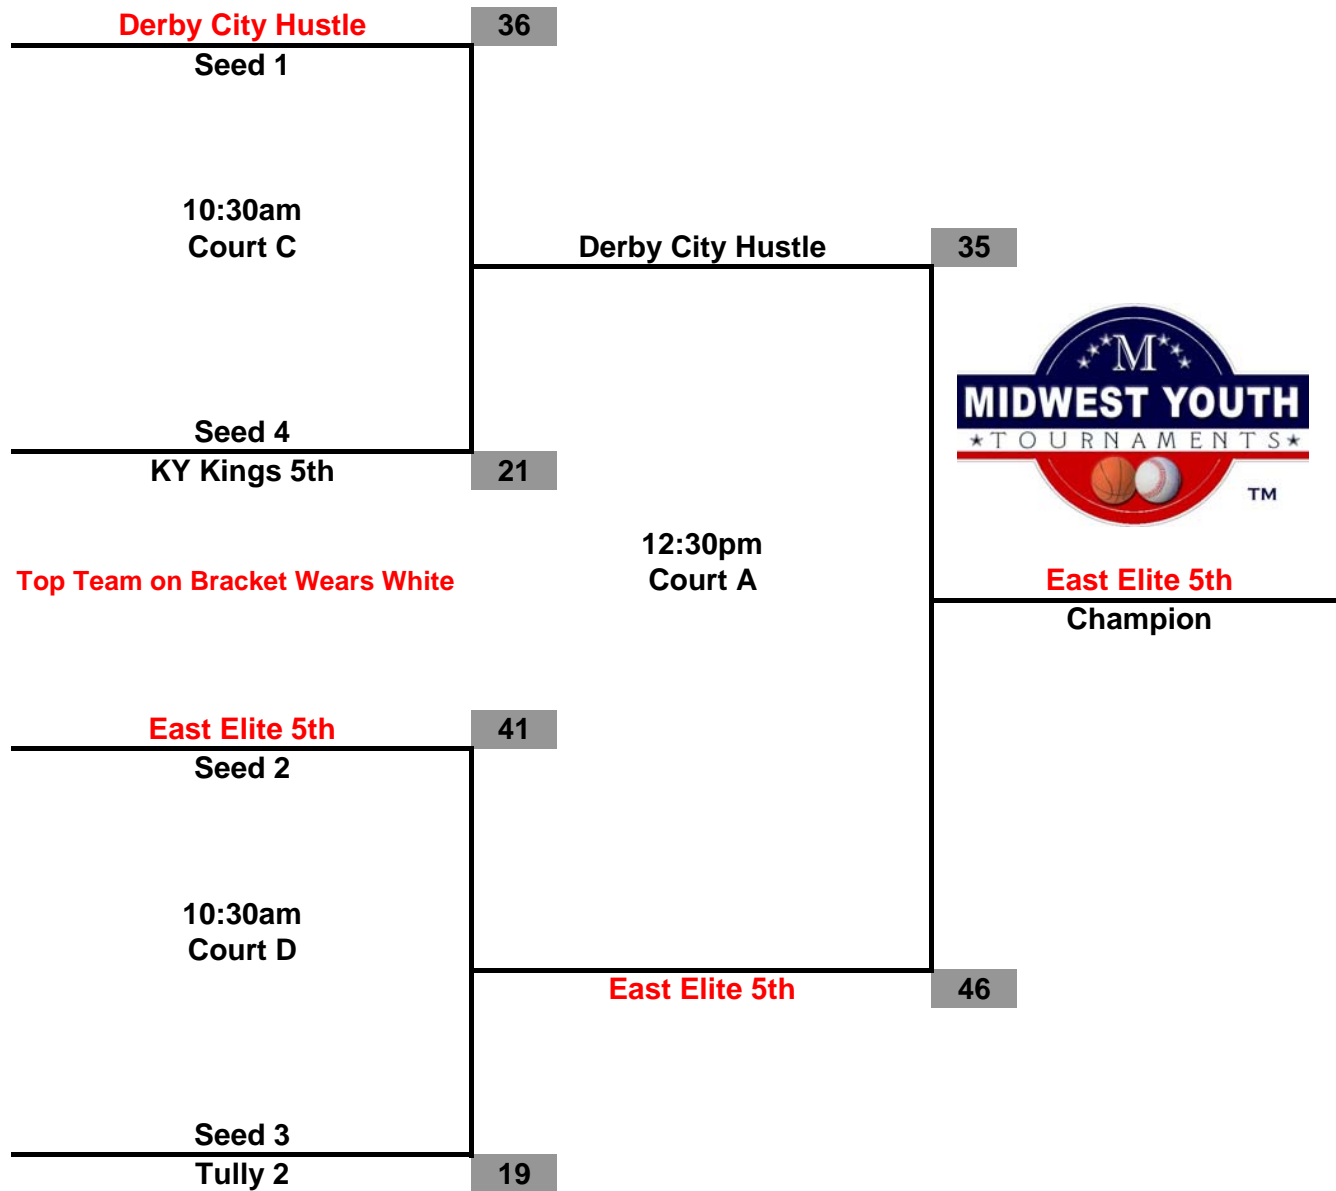 Derby City Hustle 36
Seed 1
10:30am
Court C
Derby City Hustle 35
M
MIDWEST YOUTH
★TOURNAMENTS★
TM
Seed 4
KY Kings 5th 21
12:30pm
Court A
Top Team on Bracket Wears White
East Elite 5th
Champion
East Elite 5th 41
Seed 2
10:30am
Court D
East Elite 5th 46
Seed 3
Tully 2 19